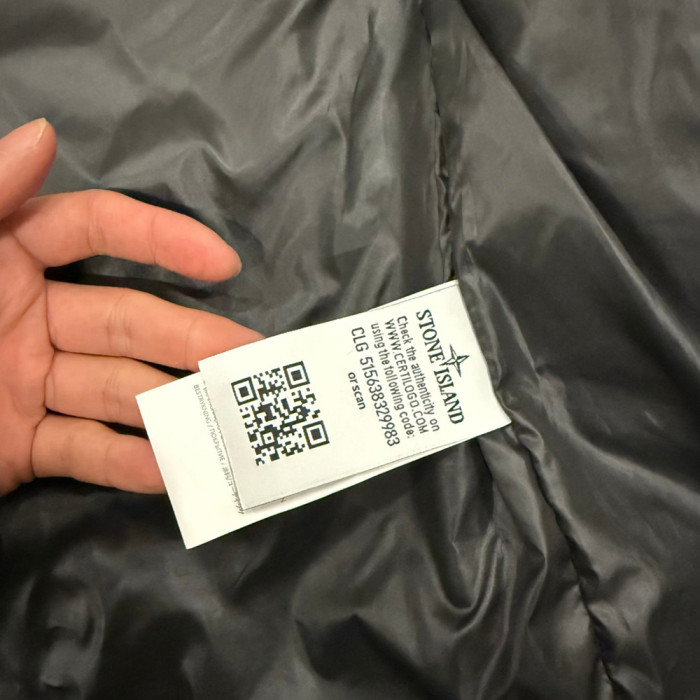 STONE ISLAND
Check the authenticity on
WWW.CERTILOGO.COM
using the following code:
CLG 515638329983
or scan